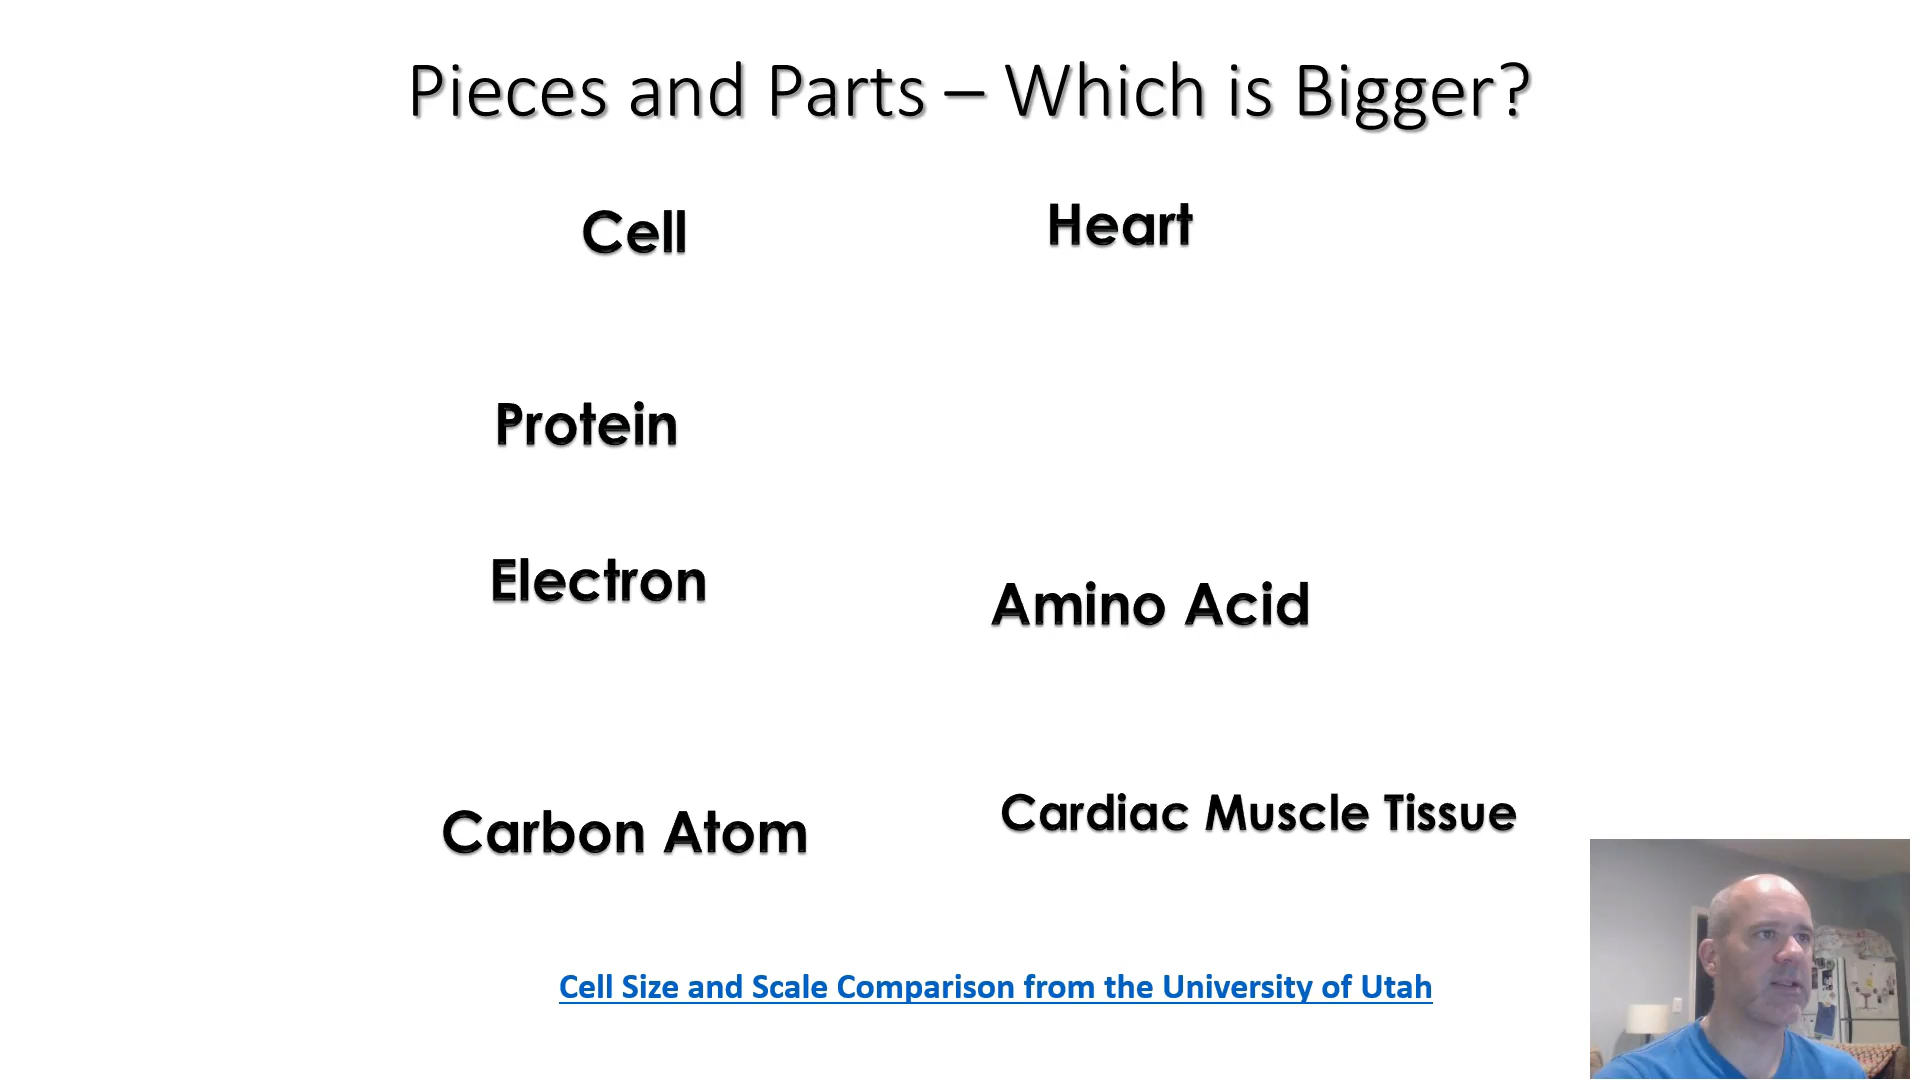 Pieces and Parts – Which is Bigger?
Cell
Heart
Protein
Electron
Amino Acid
Carbon Atom
Cardiac Muscle Tissue
Cell Size and Scale Comparison from the University of Utah